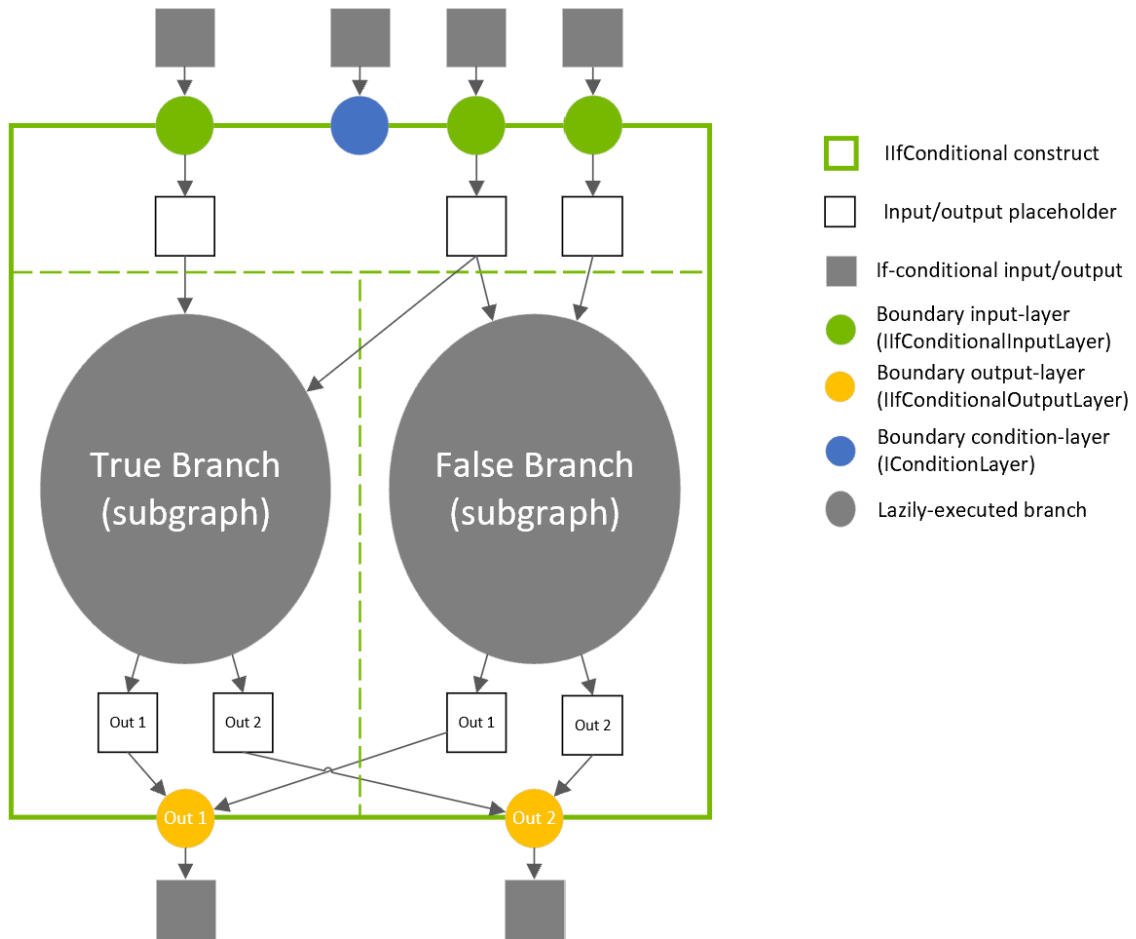 IIfConditional construct
Input/output placeholder
If-conditional input/output
Boundary input-layer
(IIfConditionalInputLayer)
Boundary output-layer
(IIfConditionalOutputLayer)
Boundary condition-layer
(IConditionLayer)
Lazily-executed branch
True Branch
(subgraph)
False Branch
(subgraph)
Out 1
Out 2
Out 1
Out 2
Out 1
Out 2